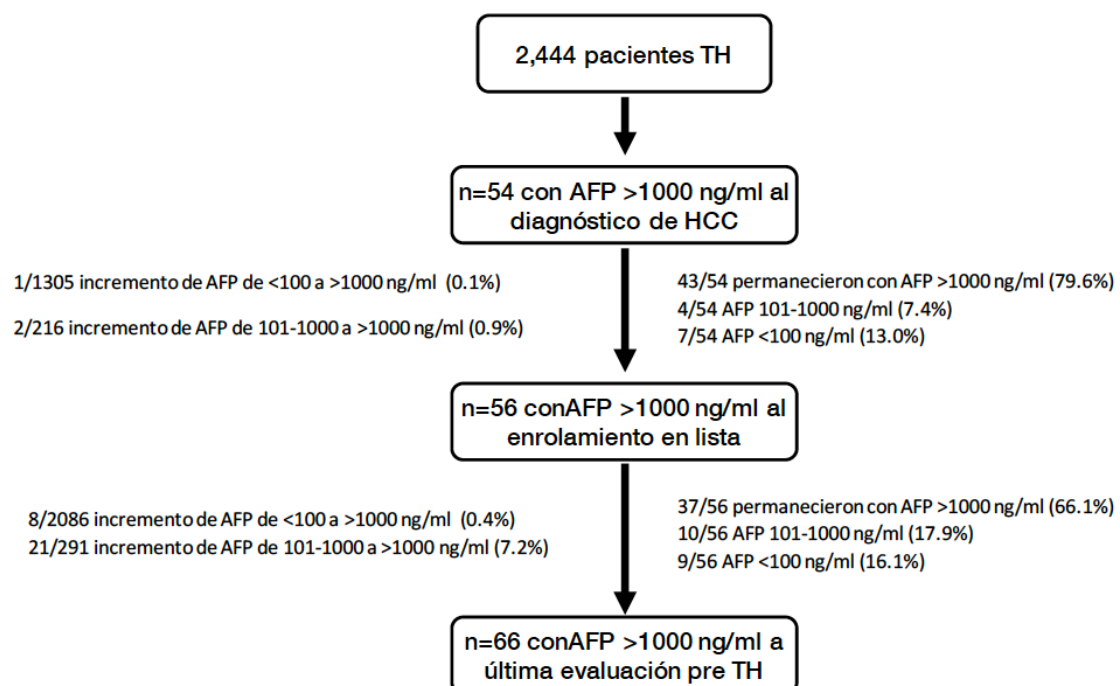 2,444 pacientes TH
n=54 con AFP >1000 ng/ml al
diagnóstico de HCC
1/1305 incremento de AFP de <100 a >1000 ng/ml (0.1%)
2/216 incremento de AFP de 101-1000 a >1000 ng/ml (0.9%)
43/54 permanecieron con AFP >1000 ng/ml (79.6%)
4/54 AFP 101-1000 ng/ml (7.4%)
7/54 AFP <100 ng/ml (13.0%)
n=56 conAFP >1000 ng/ml al
enrolamiento en lista
8/2086 incremento de AFP de <100 a >1000 ng/ml (0.4%)
21/291 incremento de AFP de 101-1000 a >1000 ng/ml (7.2%)
37/56 permanecieron con AFP >1000 ng/ml (66.1%)
10/56 AFP 101-1000 ng/ml (17.9%)
9/56 AFP <100 ng/ml (16.1%)
n=66 conAFP >1000 ng/ml a
última evaluación pre TH